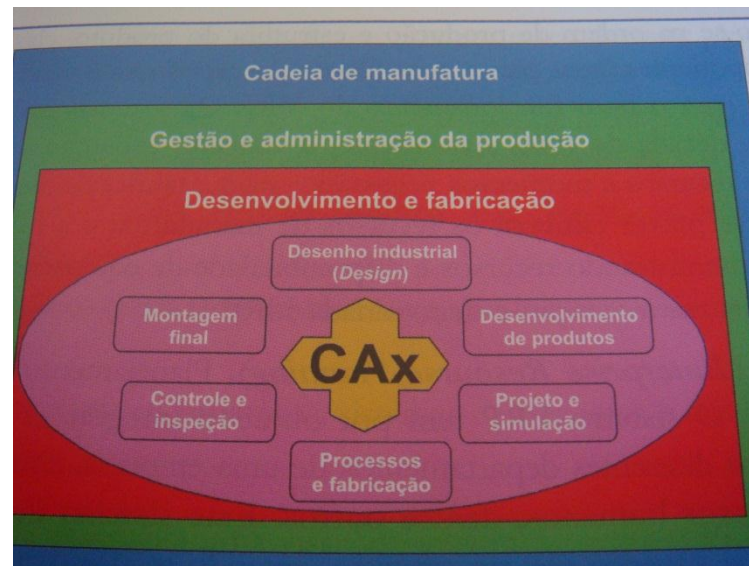 Cadeia de manufatura
Gestão e administração da produção
Desenvolvimento e fabricação
Desenho industrial
(Design)
Montagem
final
Desenvolvimento
de produtos
CAx
Controle e
inspeção
Projeto e
simulação
Processos
e fabricação